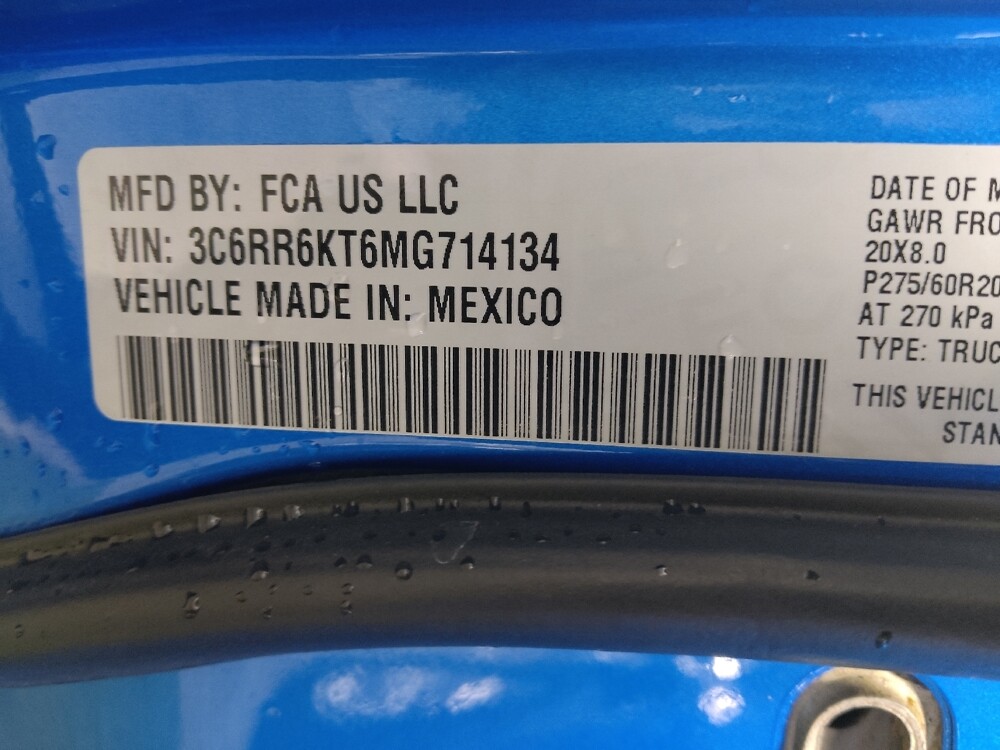 MFD BY: FCA US LLC
VIN: 3C6RR6KT6MG714134
VEHICLE MADE IN: MEXICO
DATE OF M
GAWR FRO
20X8.0
P275/60R20
AT 270 kPa
TYPE: TRUC
THIS VEHICL
STAN